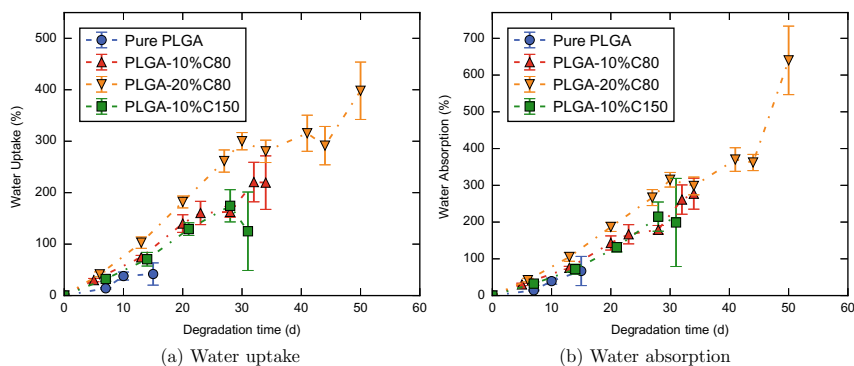 Pure PLGA
PLGA-10%C80
PLGA-20%C80
PLGA-10%C150
Water Uptake (%)
500
400
300
200
100
0
0 10 20 30 40 50 60
Degradation time (d)
(a) Water uptake
Pure PLGA
PLGA-10%C80
PLGA-20%C80
PLGA-10%C150
Water Absorption (%)
700
600
500
400
300
200
100
0
0 10 20 30 40 50 60
Degradation time (d)
(b) Water absorption